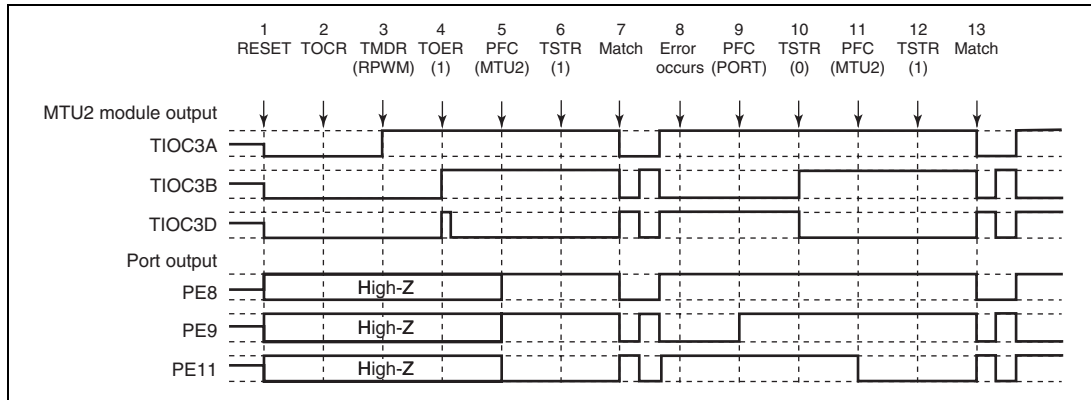 1 2 3 4 5 6 7 8 9 10 11 12 13
RESET TOCR TMDR TOER PFC TSTR Match Error PFC TSTR PFC TSTR Match
(RPWM) (1) (MTU2) (1) occurs (PORT) (0) (MTU2) (1)
MTU2 module output
TIOC3A
TIOC3B
TIOC3D
Port output
PE8 High-Z
PE9 High-Z
PE11 High-Z